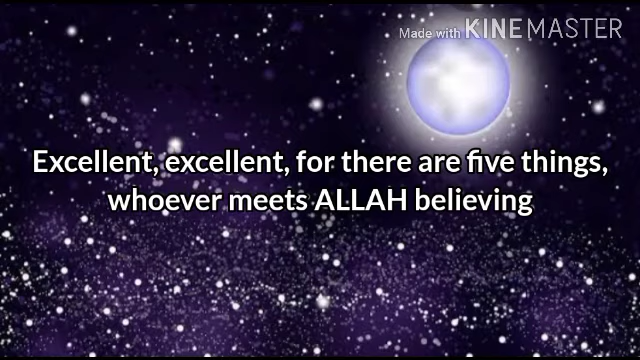 Made with KINEMASTER
Excellent, excellent, for there are five things,
whoever meets ALLAH believing